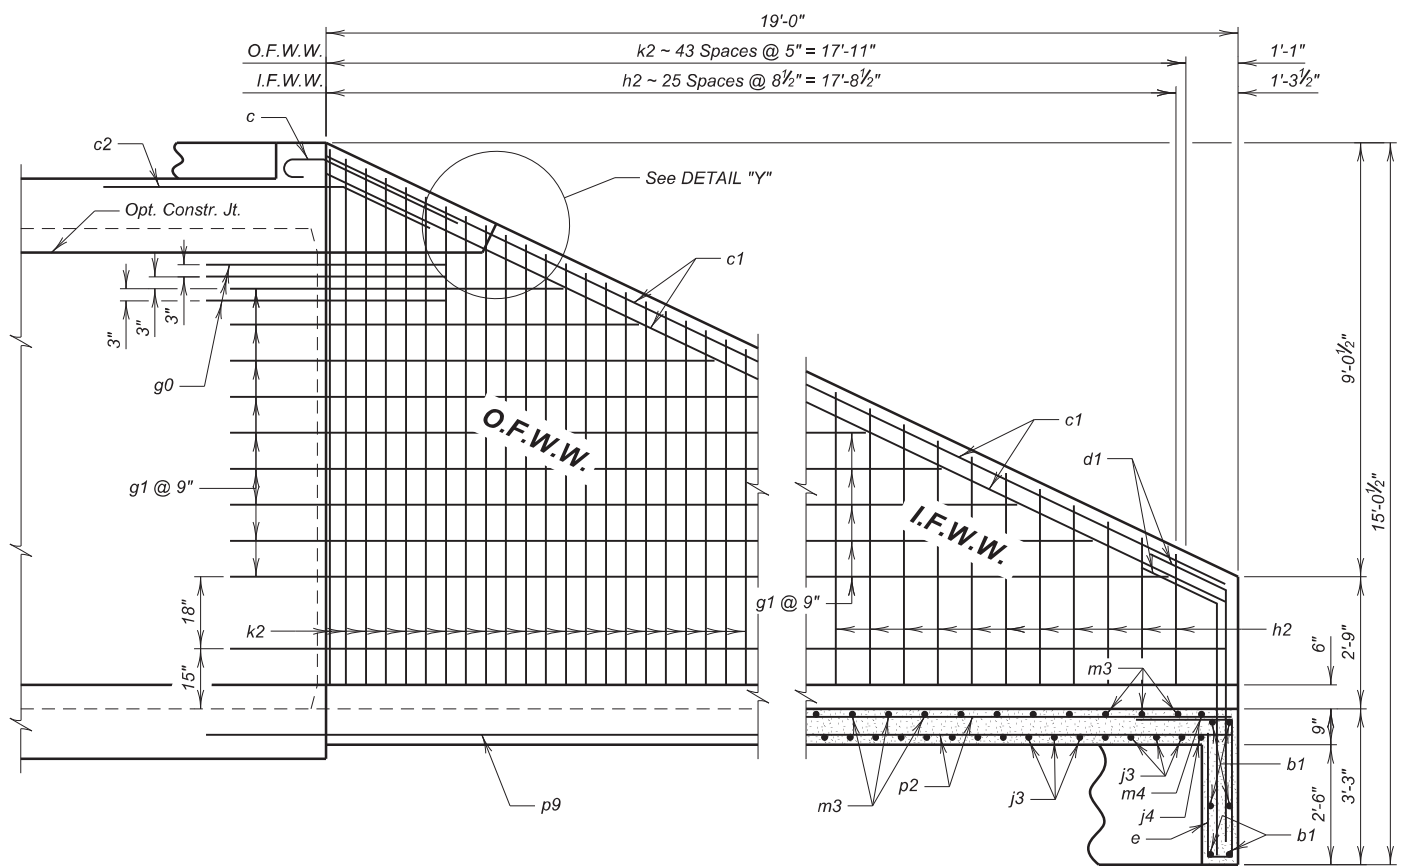 19'-0"
O.F.W.W.
k2 ~ 43 Spaces @ 5" = 17'-11"
1'-1"
I.F.W.W.
h2 ~ 25 Spaces @ 8½" = 17'-8½"
1'-3½"
c
c2
See DETAIL "Y"
Opt. Constr. Jt.
c1
3"
3"
3"
9'-0½"
g0
O.F.W.W.
c1
d1
g1 @ 9"
15'-0½"
I.F.W.W.
g1 @ 9"
18"
k2
h2
6"
2'-9"
15"
m3
9"
j3
b1
p2
m4
m3
j3
p9
j4
2'-6"
3'-3"
e
b1